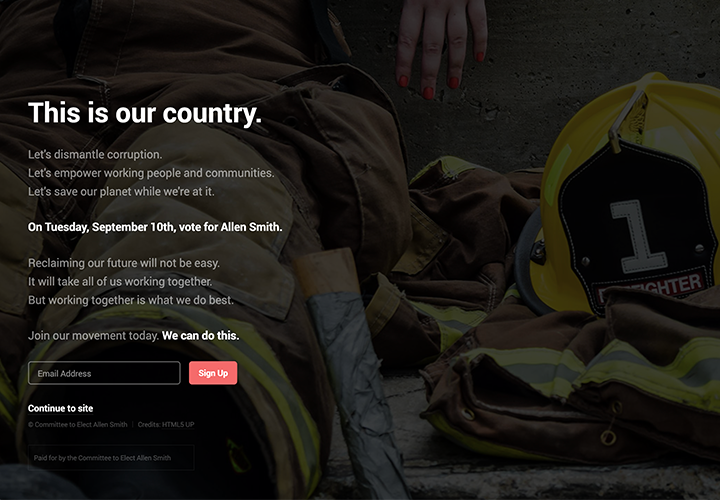 This is our country.
Let's dismantle corruption.
Let's empower working people and communities.
Let's save our planet while we're at it.
On Tuesday, September 10th, vote for Allen Smith.
Reclaiming our future will not be easy.
It will take all of us working together.
But working together is what we do best.
Join our movement today. We can do this.
Email Address
Sign Up
Continue to site
© Committee to Elect Allen Smith | Credits: HTML5 UP
Paid for by the Committee to Elect Allen Smith
1